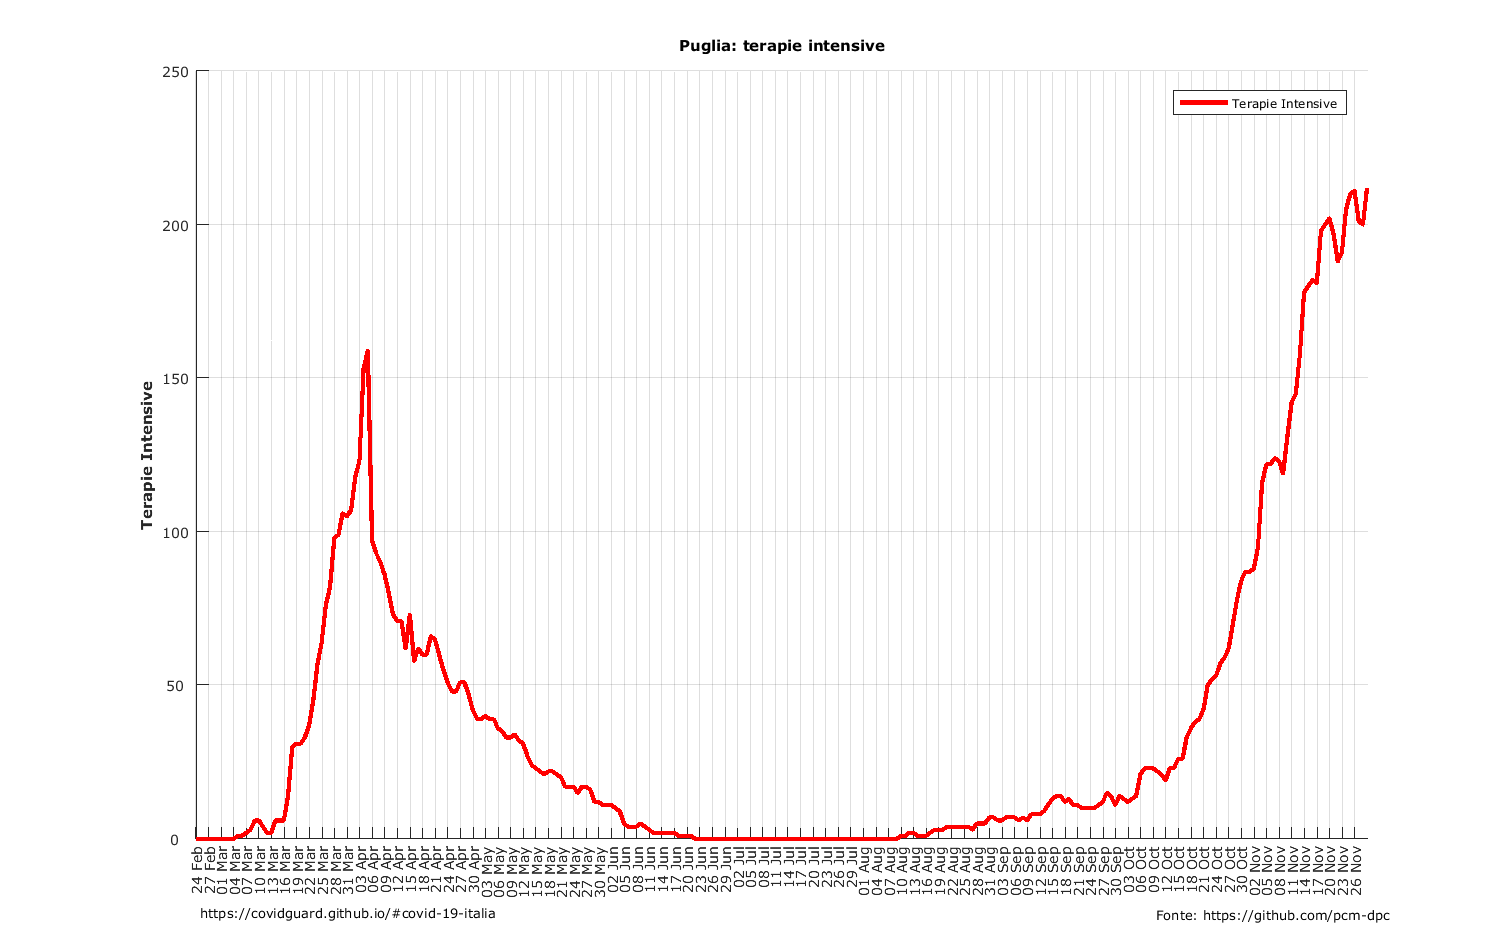 Puglia: terapie intensive
Terapie Intensive
250
200
150
100
50
0
Terapie Intensive
24 Feb
27 Feb
01 Mar
04 Mar
07 Mar
10 Mar
13 Mar
16 Mar
19 Mar
22 Mar
25 Mar
28 Mar
31 Mar
03 Apr
06 Apr
09 Apr
12 Apr
15 Apr
18 Apr
21 Apr
24 Apr
27 Apr
30 Apr
03 May
06 May
09 May
12 May
15 May
18 May
21 May
24 May
27 May
30 May
02 Jun
05 Jun
08 Jun
11 Jun
14 Jun
17 Jun
20 Jun
23 Jun
26 Jun
29 Jun
02 Jul
05 Jul
08 Jul
11 Jul
14 Jul
17 Jul
20 Jul
23 Jul
26 Jul
29 Jul
01 Aug
04 Aug
07 Aug
10 Aug
13 Aug
16 Aug
19 Aug
22 Aug
25 Aug
28 Aug
31 Aug
03 Sep
06 Sep
09 Sep
12 Sep
15 Sep
18 Sep
21 Sep
24 Sep
27 Sep
30 Sep
03 Oct
06 Oct
09 Oct
12 Oct
15 Oct
18 Oct
21 Oct
24 Oct
27 Oct
30 Oct
02 Nov
05 Nov
08 Nov
11 Nov
14 Nov
17 Nov
20 Nov
23 Nov
26 Nov
https://covidguard.github.io/#covid-19-italia
Fonte: https://github.com/pcm-dpc